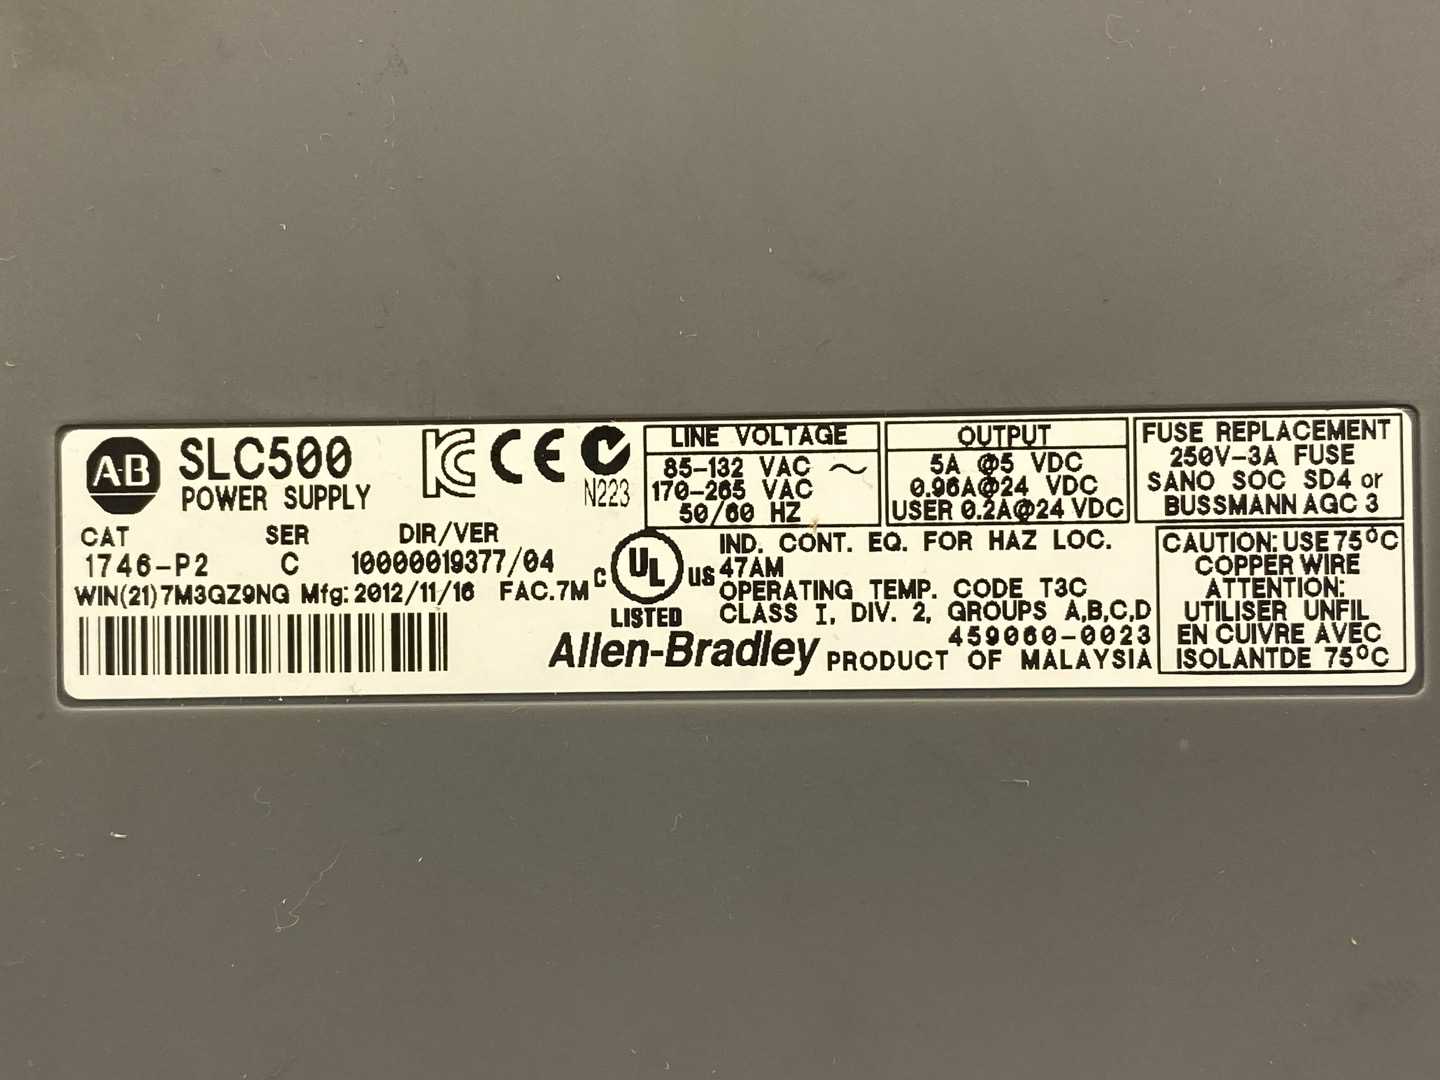 A-B SLC500
POWER SUPPLY
CAT SER DIR/VER
1746-P2 C 10000019377/04
WIN(21)7M3QZ9NG Mfg: 2012/11/16 FAC.7M
CE
N223
C UL US
LISTED
LINE VOLTAGE
85-132 VAC ~
170-265 VAC
50/60 HZ
OUTPUT
5A @5 VDC
0.96A@24 VDC
USER 0.2A@24 VDC
FUSE REPLACEMENT
250V-3A FUSE
SANO SOC SD4 or
BUSSMANN AGC 3
IND. CONT. EQ. FOR HAZ LOC.
47AM
OPERATING TEMP. CODE T3C
CLASS I, DIV. 2, GROUPS A,B,C,D
459060-0023
Allen-Bradley PRODUCT OF MALAYSIA
CAUTION: USE 75°C
COPPER WIRE
ATTENTION:
UTILISER UNFIL
EN CUIVRE AVEC
ISOLANTDE 75°C